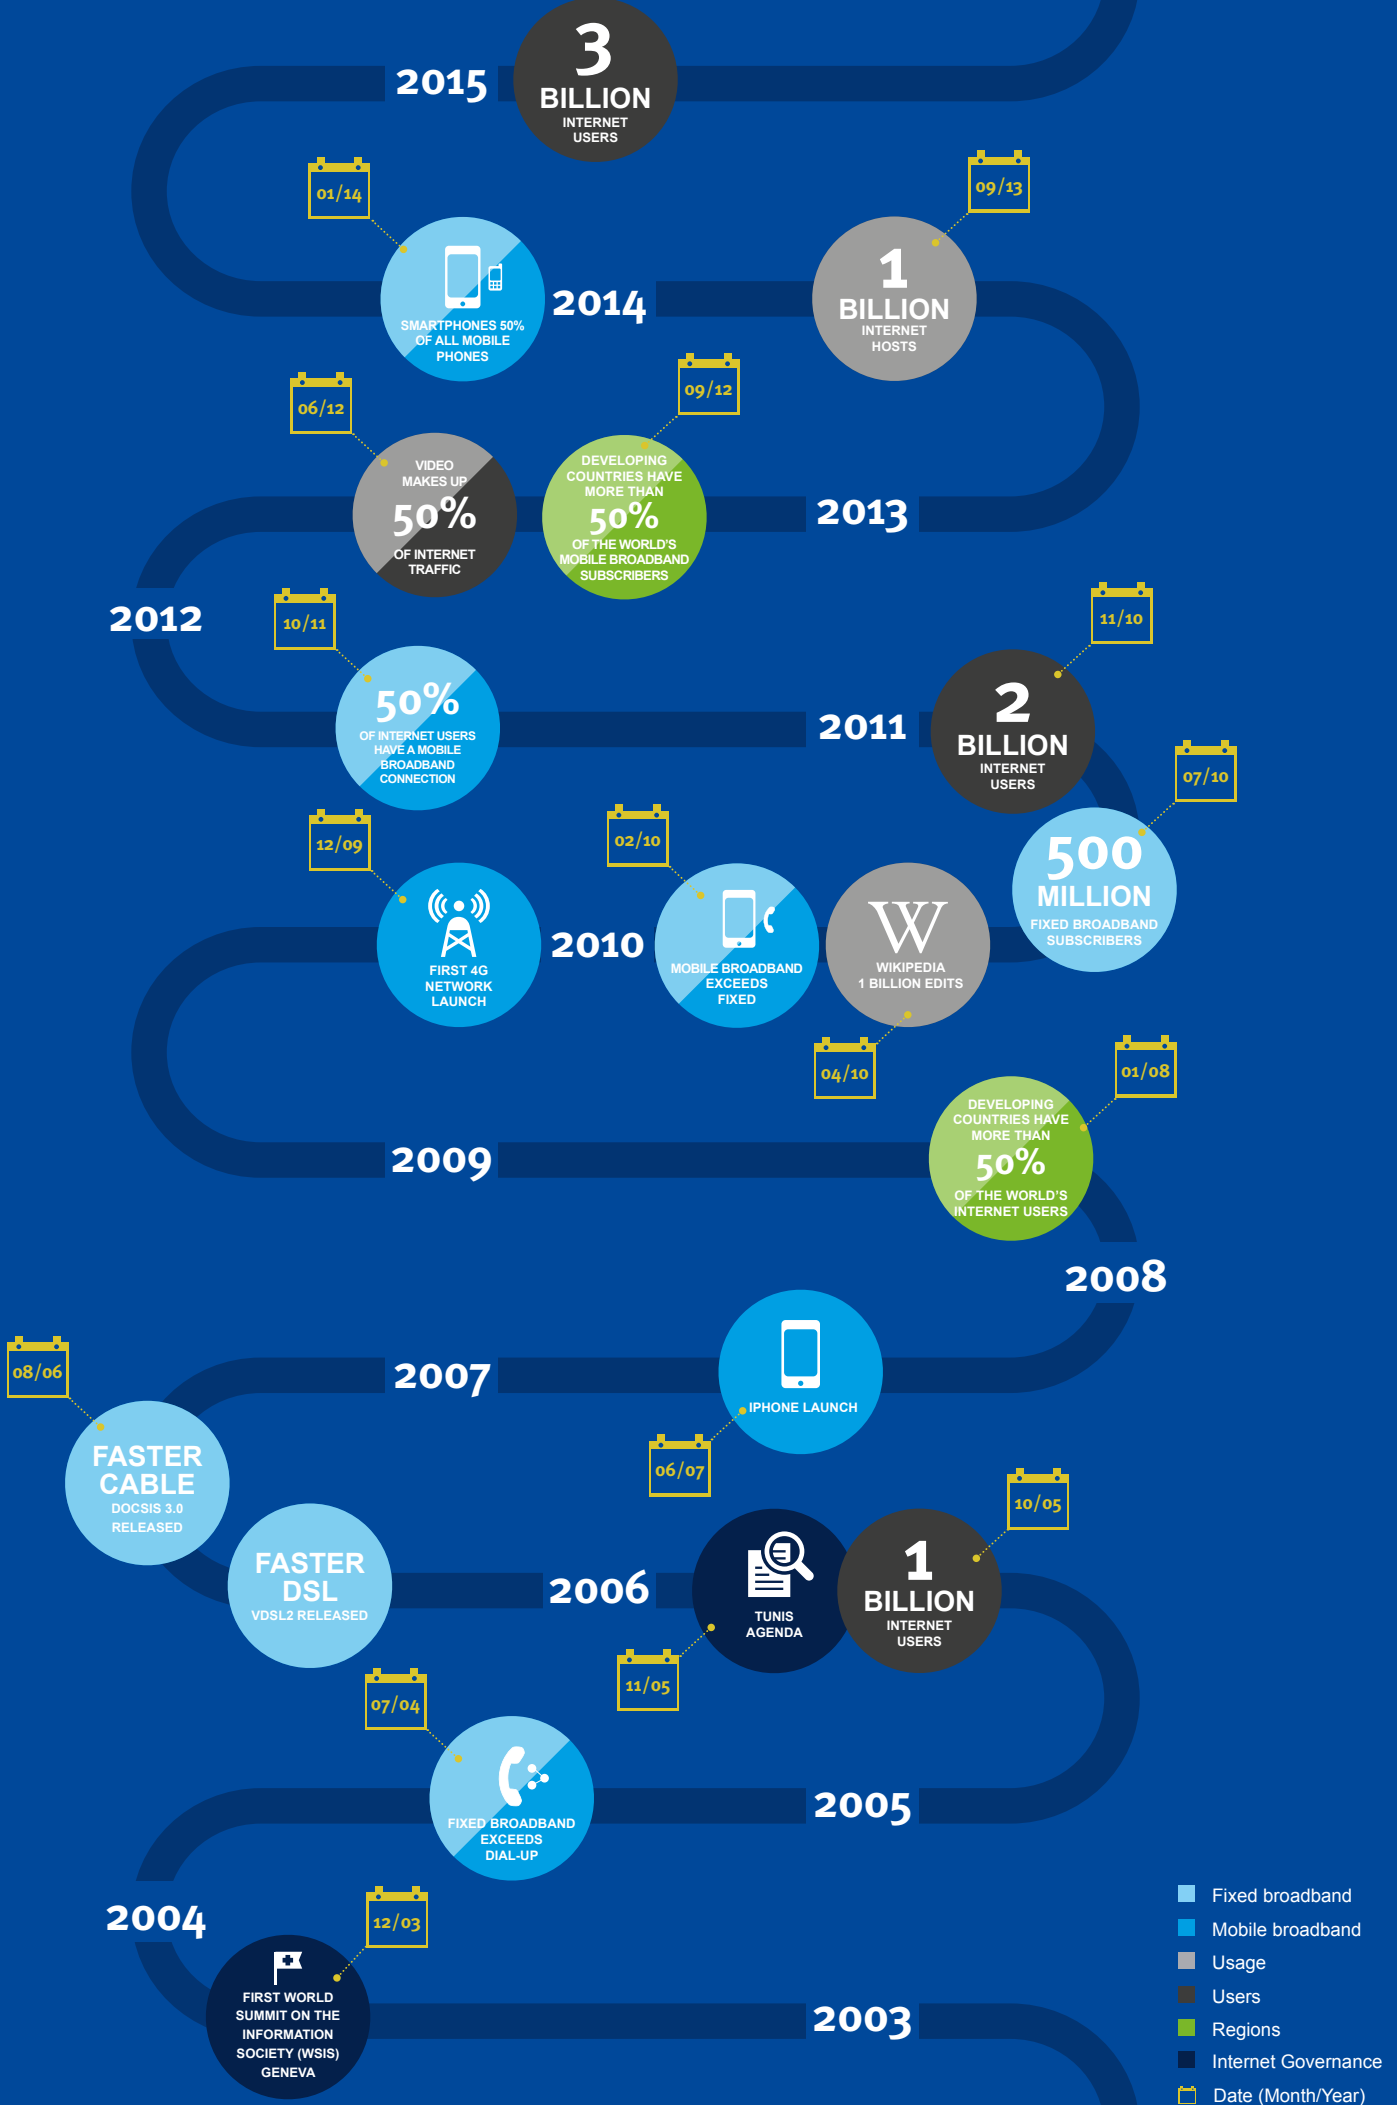 2015
3
BILLION
INTERNET
USERS
01/14
SMARTPHONES 50%
OF ALL MOBILE
PHONES
2014
09/13
1
BILLION
INTERNET
HOSTS
06/12
VIDEO
MAKES UP
50%
OF INTERNET
TRAFFIC
09/12
DEVELOPING
COUNTRIES HAVE
MORE THAN
50%
OF THE WORLD'S
MOBILE BROADBAND
SUBSCRIBERS
2013
2012
10/11
50%
OF INTERNET USERS
HAVE A MOBILE
BROADBAND
CONNECTION
2011
11/10
2
BILLION
INTERNET
USERS
07/10
500
MILLION
FIXED BROADBAND
SUBSCRIBERS
12/09
FIRST 4G
NETWORK
LAUNCH
2010
02/10
MOBILE BROADBAND
EXCEEDS
FIXED
W
WIKIPEDIA
1 BILLION EDITS
04/10
2009
01/08
DEVELOPING
COUNTRIES HAVE
MORE THAN
50%
OF THE WORLD'S
INTERNET USERS
2008
2007
IPHONE LAUNCH
06/07
08/06
FASTER
CABLE
DOCSIS 3.0
RELEASED
FASTER
DSL
VDSL2 RELEASED
2006
TUNIS
AGENDA
11/05
10/05
1
BILLION
INTERNET
USERS
07/04
FIXED BROADBAND
EXCEEDS
DIAL-UP
2005
2004
12/03
FIRST WORLD
SUMMIT ON THE
INFORMATION
SOCIETY (WSIS)
GENEVA
2003
Fixed broadband
Mobile broadband
Usage
Users
Regions
Internet Governance
Date (Month/Year)